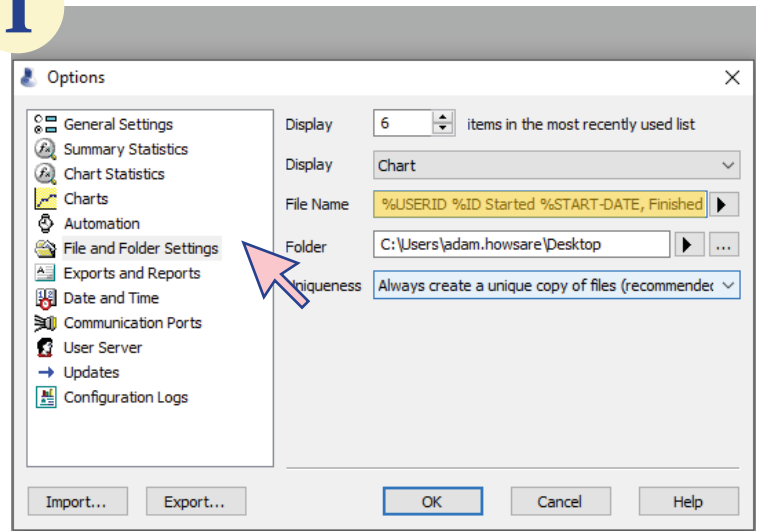 1
Options
General Settings
Summary Statistics
Chart Statistics
Charts
Automation
File and Folder Settings
Exports and Reports
Date and Time
Communication Ports
User Server
Updates
Configuration Logs
Display 6 items in the most recently used list
Display Chart
File Name %USERID %ID Started %START-DATE, Finished
Folder C:\Users\adam.howsare\Desktop ...
Uniqueness Always create a unique copy of files (recommended
Import... Export... OK Cancel Help